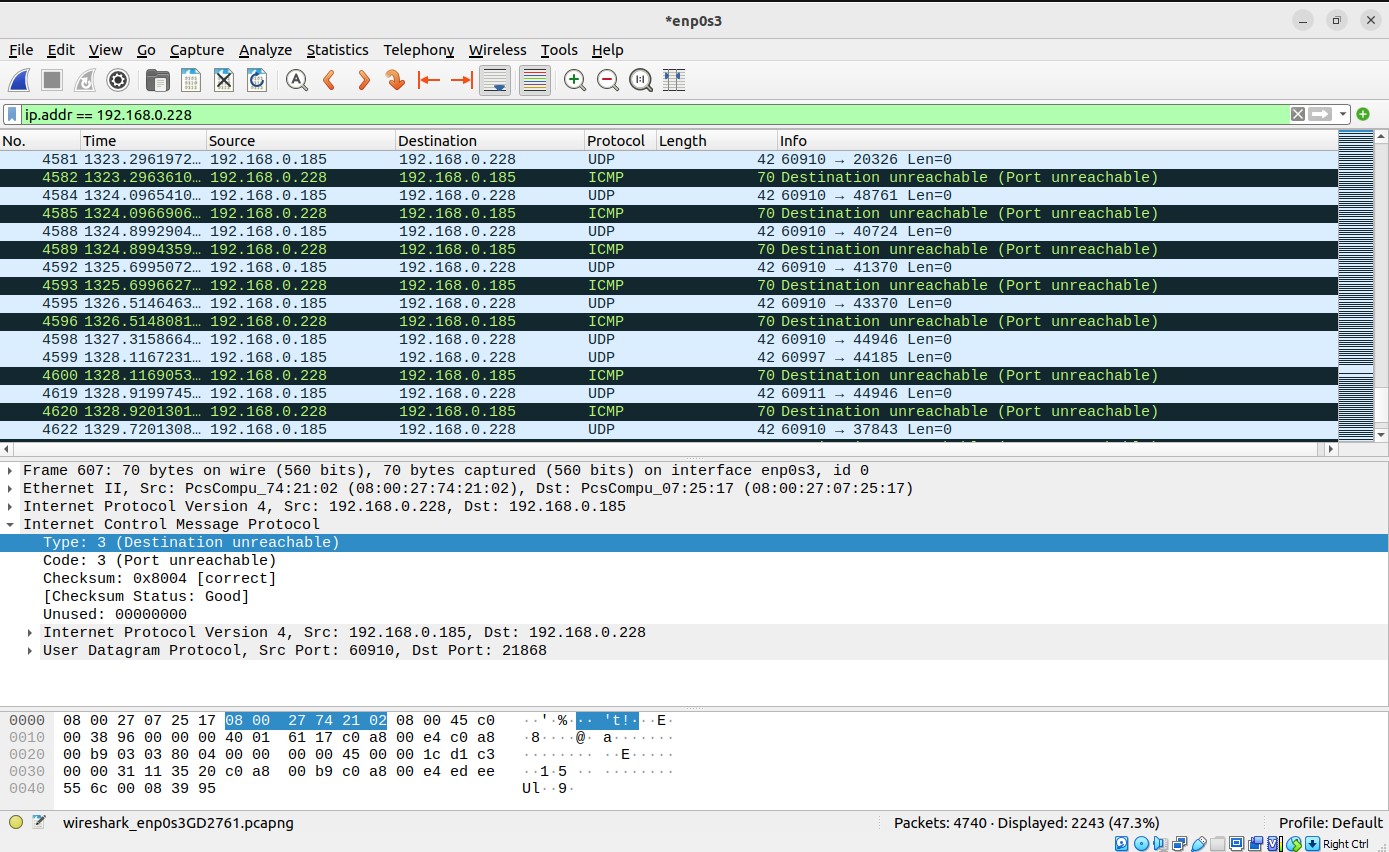 *enp0s3
File Edit View Go Capture Analyze Statistics Telephony Wireless Tools Help
ip.addr == 192.168.0.228
No. Time Source Destination Protocol Length Info
4581 1323.2961972… 192.168.0.185 192.168.0.228 UDP 42 60910 → 20326 Len=0
4582 1323.2963610… 192.168.0.228 192.168.0.185 ICMP 70 Destination unreachable (Port unreachable)
4584 1324.0965410… 192.168.0.185 192.168.0.228 UDP 42 60910 → 48761 Len=0
4585 1324.0966906… 192.168.0.228 192.168.0.185 ICMP 70 Destination unreachable (Port unreachable)
4588 1324.8992904… 192.168.0.185 192.168.0.228 UDP 42 60910 → 40724 Len=0
4589 1324.8994359… 192.168.0.228 192.168.0.185 ICMP 70 Destination unreachable (Port unreachable)
4592 1325.6995072… 192.168.0.185 192.168.0.228 UDP 42 60910 → 41370 Len=0
4593 1325.6996627… 192.168.0.228 192.168.0.185 ICMP 70 Destination unreachable (Port unreachable)
4595 1326.5146463… 192.168.0.185 192.168.0.228 UDP 42 60910 → 43370 Len=0
4596 1326.5148081… 192.168.0.228 192.168.0.185 ICMP 70 Destination unreachable (Port unreachable)
4598 1327.3158664… 192.168.0.185 192.168.0.228 UDP 42 60910 → 44946 Len=0
4599 1328.1167231… 192.168.0.185 192.168.0.228 UDP 42 60997 → 44185 Len=0
4600 1328.1169053… 192.168.0.228 192.168.0.185 ICMP 70 Destination unreachable (Port unreachable)
4619 1328.9199745… 192.168.0.185 192.168.0.228 UDP 42 60911 → 44946 Len=0
4620 1328.9201301… 192.168.0.228 192.168.0.185 ICMP 70 Destination unreachable (Port unreachable)
4622 1329.7201308… 192.168.0.185 192.168.0.228 UDP 42 60910 → 37843 Len=0
Frame 607: 70 bytes on wire (560 bits), 70 bytes captured (560 bits) on interface enp0s3, id 0
Ethernet II, Src: PcsCompu_74:21:02 (08:00:27:74:21:02), Dst: PcsCompu_07:25:17 (08:00:27:07:25:17)
Internet Protocol Version 4, Src: 192.168.0.228, Dst: 192.168.0.185
Internet Control Message Protocol
Type: 3 (Destination unreachable)
Code: 3 (Port unreachable)
Checksum: 0x8004 [correct]
[Checksum Status: Good]
Unused: 00000000
Internet Protocol Version 4, Src: 192.168.0.185, Dst: 192.168.0.228
User Datagram Protocol, Src Port: 60910, Dst Port: 21868
0000 08 00 27 07 25 17 08 00 27 74 21 02 08 00 45 c0 ··'·%··· 't!···E·
0010 00 38 96 00 00 00 40 01 61 17 c0 a8 00 e4 c0 a8 ·8····@· a·······
0020 00 b9 03 03 80 04 00 00 00 00 45 00 00 1c d1 c3 ········ ··E·····
0030 00 00 31 11 35 20 c0 a8 00 b9 c0 a8 00 e4 ed ee ··1·5 ·· ········
0040 55 6c 00 08 39 95 Ul··9·
wireshark_enp0s3GD2761.pcapng Packets: 4740 · Displayed: 2243 (47.3%) Profile: Default
Right Ctrl